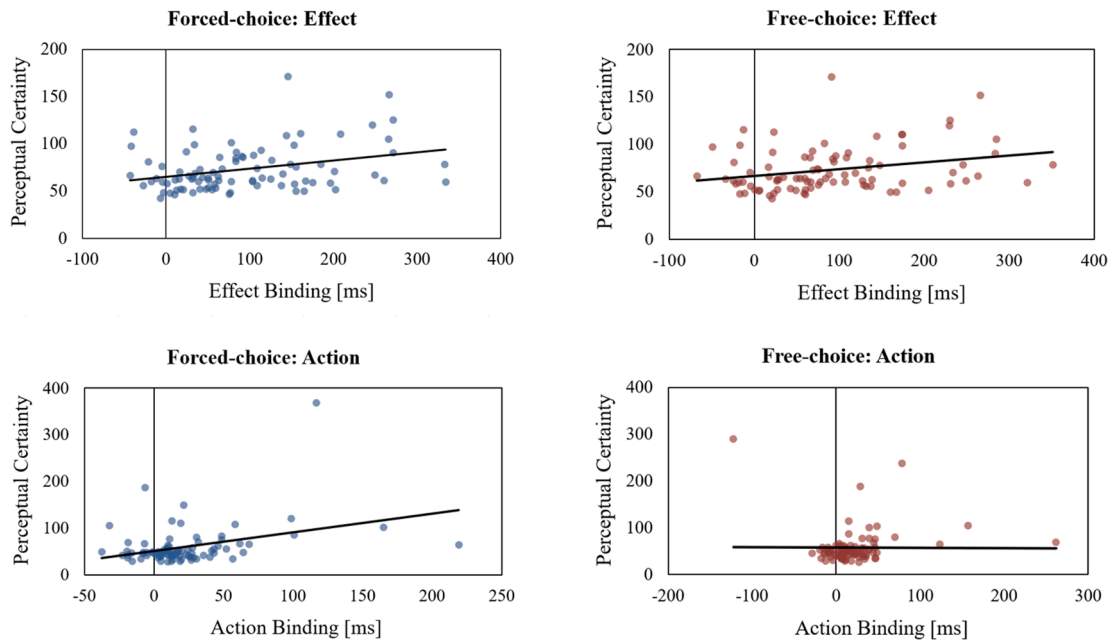 Forced-choice: Effect
Perceptual Certainty
200
150
100
50
0
-100 0 100 200 300 400
Effect Binding [ms]
Free-choice: Effect
Perceptual Certainty
200
150
100
50
0
-100 0 100 200 300 400
Effect Binding [ms]
Forced-choice: Action
Perceptual Certainty
400
300
200
100
0
-50 0 50 100 150 200 250
Action Binding [ms]
Free-choice: Action
Perceptual Certainty
400
300
200
100
0
-200 -100 0 100 200 300
Action Binding [ms]